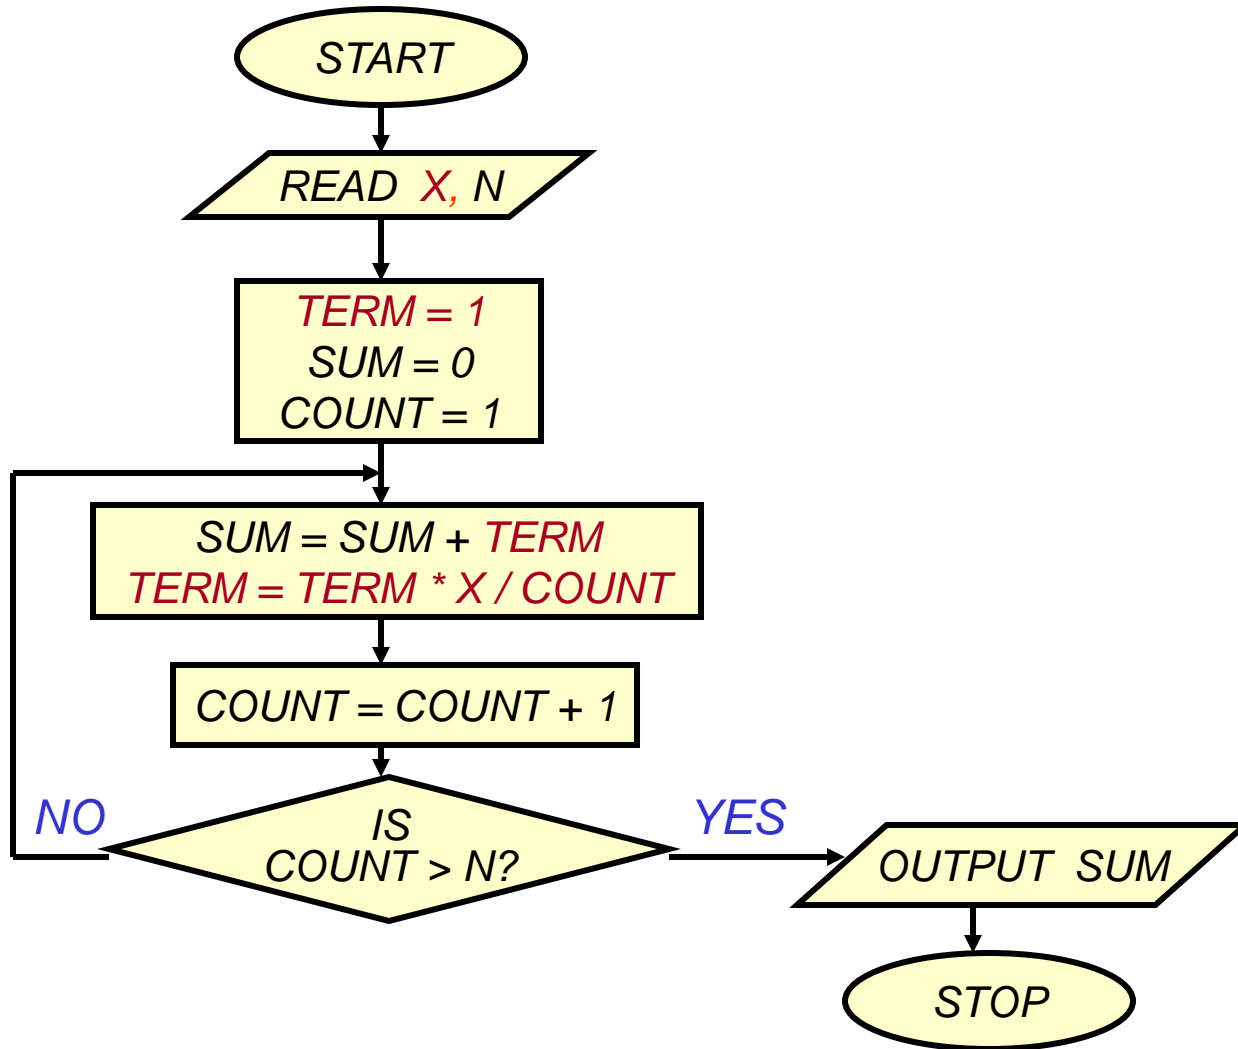 START
READ X, N
TERM = 1
SUM = 0
COUNT = 1
SUM = SUM + TERM
TERM = TERM * X / COUNT
COUNT = COUNT + 1
NO
IS
COUNT > N?
YES
OUTPUT SUM
STOP